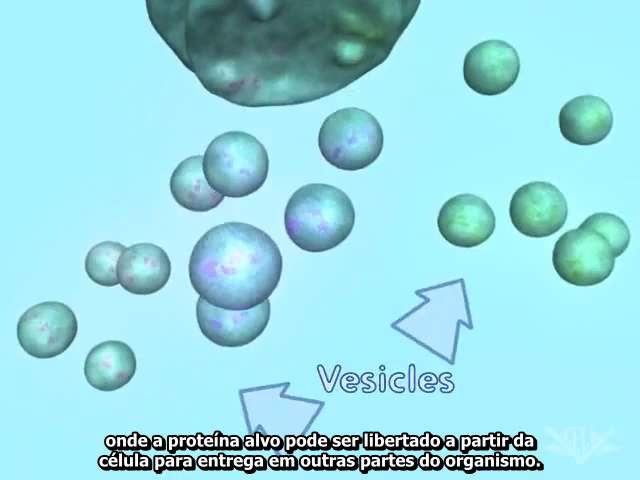 Vesicles
onde a proteína alvo pode ser libertado a partir da
célula para entrega em outras partes do organismo.